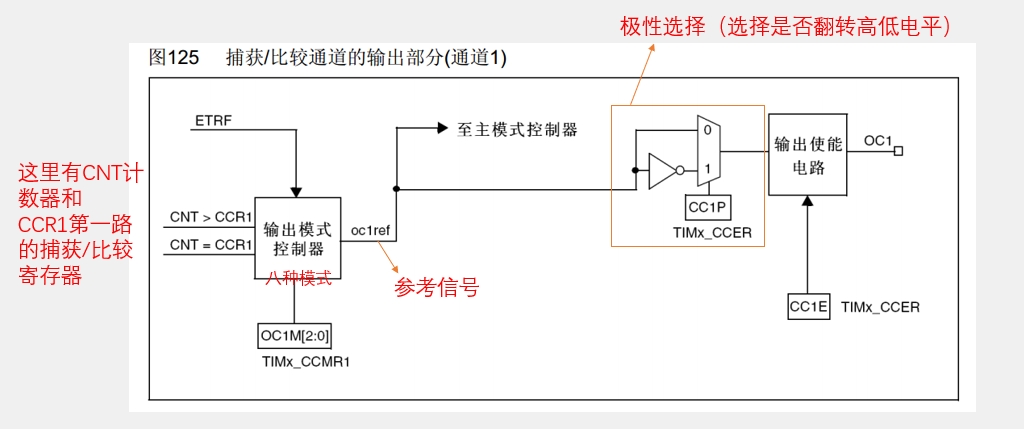 极性选择（选择是否翻转高低电平）
图125 捕获/比较通道的输出部分(通道1)
ETRF
至主模式控制器
0
1
输出使能
电路
OC1
这里有CNT计
数器和
CCR1第一路
的捕获/比较
寄存器
CNT > CCR1
CNT = CCR1
输出模式
控制器
八种模式
oc1ref
参考信号
CC1P
TIMx_CCER
CC1E
TIMx_CCER
OC1M[2:0]
TIMx_CCMR1